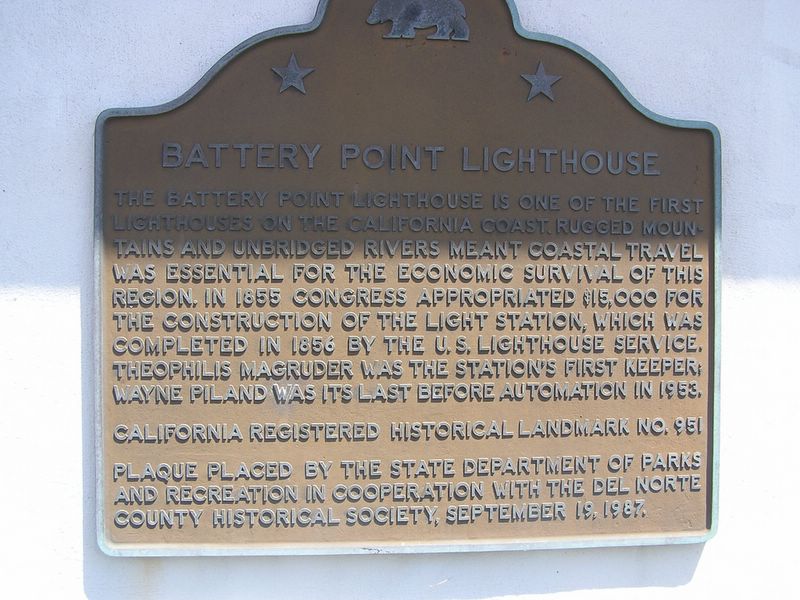 BATTERY POINT LIGHTHOUSE
THE BATTERY POINT LIGHTHOUSE IS ONE OF THE FIRST
LIGHTHOUSES ON THE CALIFORNIA COAST. RUGGED MOUN-
TAINS AND UNBRIDGED RIVERS MEANT COASTAL TRAVEL
WAS ESSENTIAL FOR THE ECONOMIC SURVIVAL OF THIS
REGION. IN 1855 CONGRESS APPROPRIATED $15,000 FOR
THE CONSTRUCTION OF THE LIGHT STATION, WHICH WAS
COMPLETED IN 1856 BY THE U.S. LIGHTHOUSE SERVICE.
THEOPHILIS MAGRUDER WAS THE STATION'S FIRST KEEPER;
WAYNE PILAND WAS ITS LAST BEFORE AUTOMATION IN 1953.
CALIFORNIA REGISTERED HISTORICAL LANDMARK NO. 951
PLAQUE PLACED BY THE STATE DEPARTMENT OF PARKS
AND RECREATION IN COOPERATION WITH THE DEL NORTE
COUNTY HISTORICAL SOCIETY, SEPTEMBER 19, 1987.